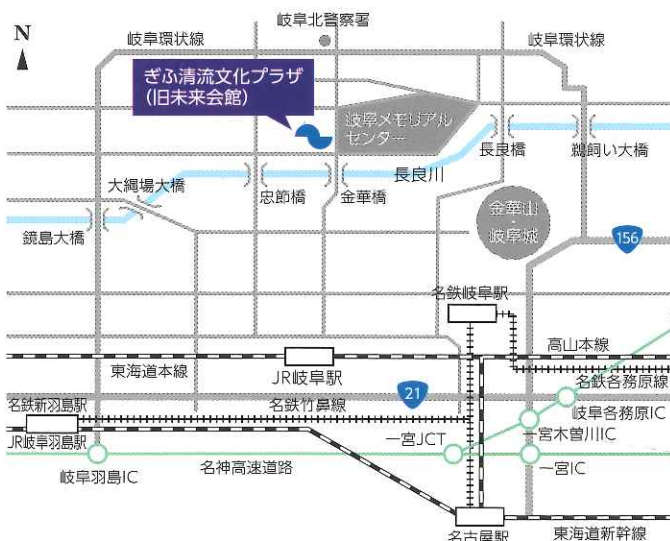 N
岐阜北警察署
岐阜環状線
岐阜環状線
ぎふ清流文化プラザ
(旧未来会館)
岐阜メモリアル
センター
長良橋
鵜飼い大橋
大縄場大橋
長良川
忠節橋
金華橋
鏡島大橋
金華山
・
岐阜城
156
名鉄岐阜駅
高山本線
東海道本線
JR岐阜駅
名鉄各務原線
21
名鉄新羽島駅
名鉄竹鼻線
岐阜各務原IC
JR岐阜羽島駅
一宮JCT
一宮木曽川IC
岐阜羽島IC
名神高速道路
一宮IC
名古屋駅
東海道新幹線